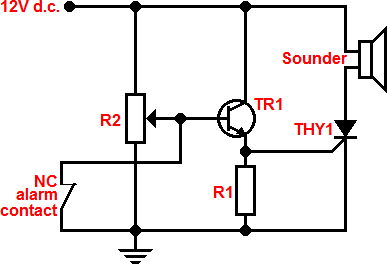 12V d.c.
Sounder
TR1
THY1
R2
NC
alarm
contact
R1